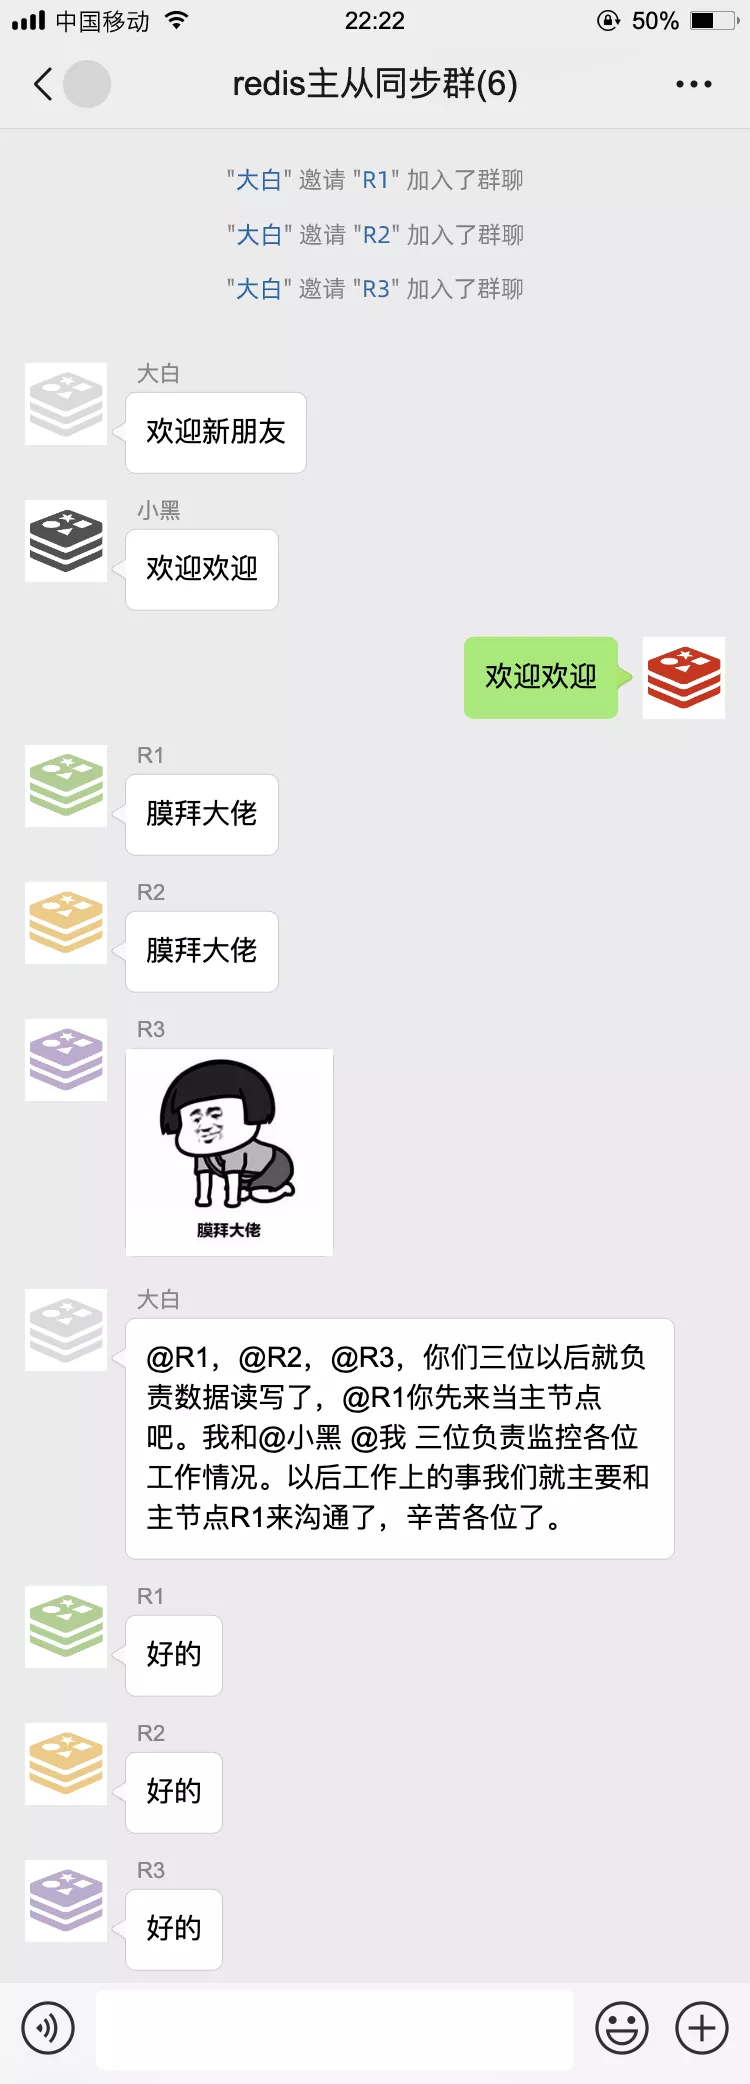 中国移动
22:22
50%
redis主从同步群(6)
"大白" 邀请 "R1" 加入了群聊
"大白" 邀请 "R2" 加入了群聊
"大白" 邀请 "R3" 加入了群聊
大白
欢迎新朋友
小黑
欢迎欢迎
欢迎欢迎
R1
膜拜大佬
R2
膜拜大佬
R3
膜拜大佬
大白
@R1，@R2，@R3，你们三位以后就负
责数据读写了，@R1你先来当主节点
吧。我和@小黑 @我 三位负责监控各位
工作情况。以后工作上的事我们就主要和
主节点R1来沟通了，辛苦各位了。
R1
好的
R2
好的
R3
好的